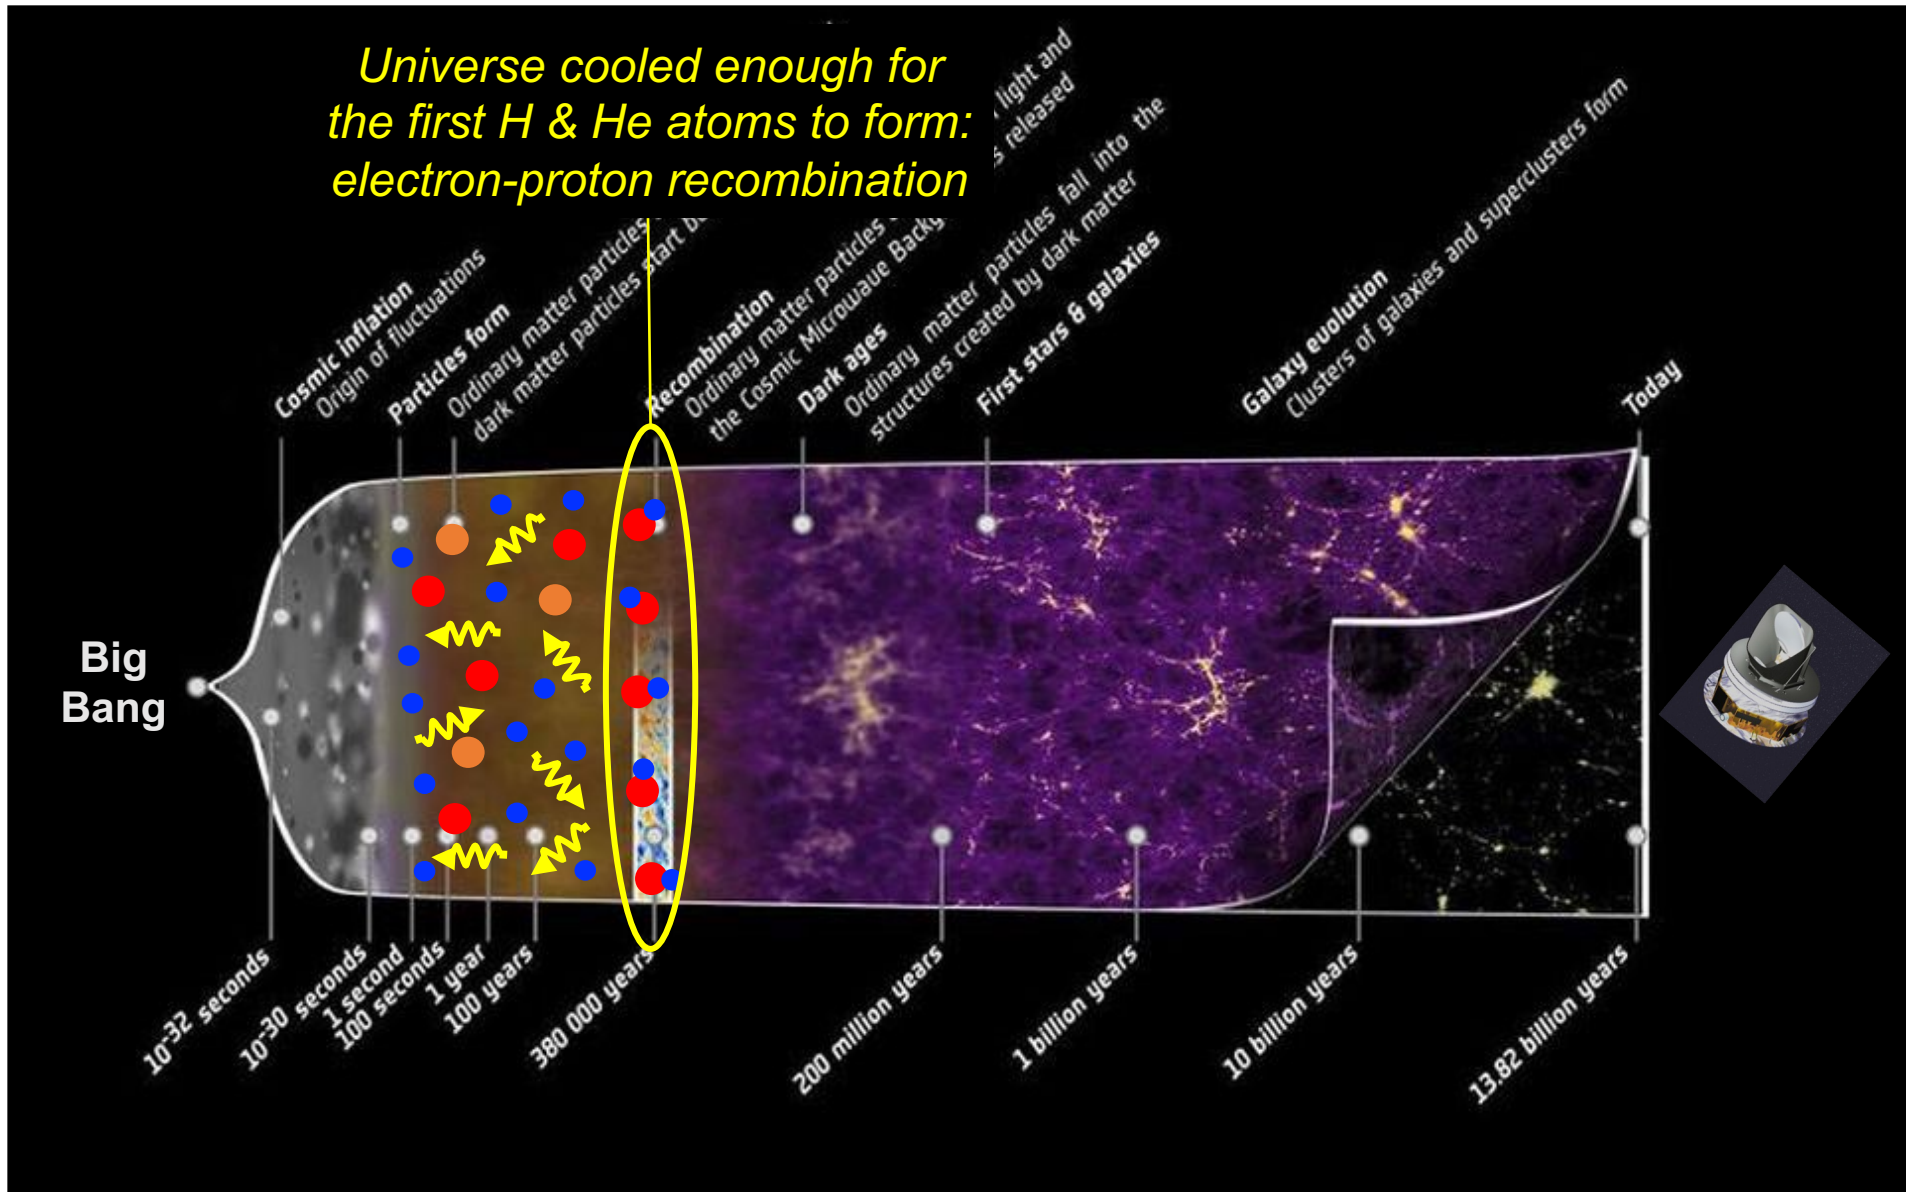 Universe cooled enough for
the first H & He atoms to form:
electron-proton recombination
Cosmic inflation
Origin of fluctuations
Particles form
Ordinary matter particles
dark matter particles start
Recombination
Ordinary matter particles
light and
the Cosmic Microwave
released
Dark ages
Ordinary matter particles fall into the
structures created by dark matter
First stars & galaxies
Galaxy evolution
Clusters of galaxies and superclusters form
Today
Big
Bang
10-32 seconds
10-30 seconds
1 second
100 seconds
1 year
100 years
380 000 years
200 million years
1 billion years
10 billion years
13.82 billion years